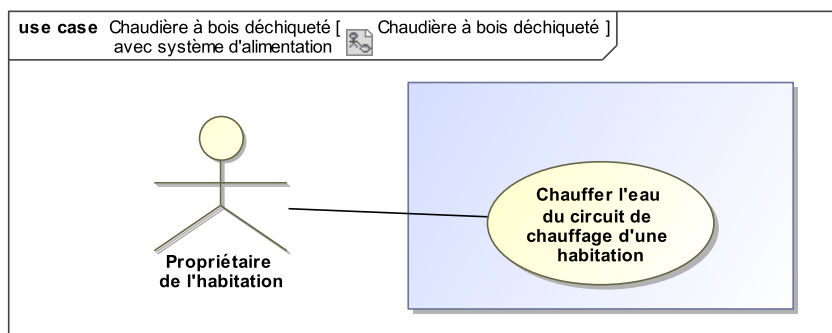 use case Chaudière à bois déchiqueté [ Chaudière à bois déchiqueté ]
avec système d'alimentation
Chauffer l'eau
du circuit de
chauffage d'une
habitation
Propriétaire
de l'habitation